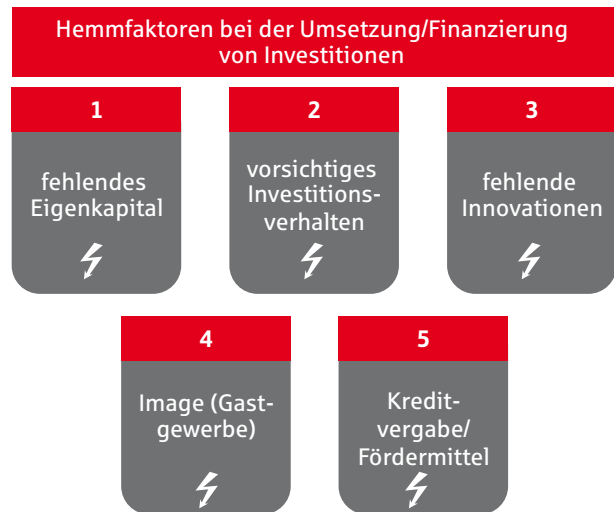 Hemmfaktoren bei der Umsetzung/Finanzierung
von Investitionen
1
fehlendes
Eigenkapital
2
vorsichtiges
Investitions-
verhalten
3
fehlende
Innovationen
4
Image (Gast-
gewerbe)
5
Kredit-
vergabe/
Fördermittel